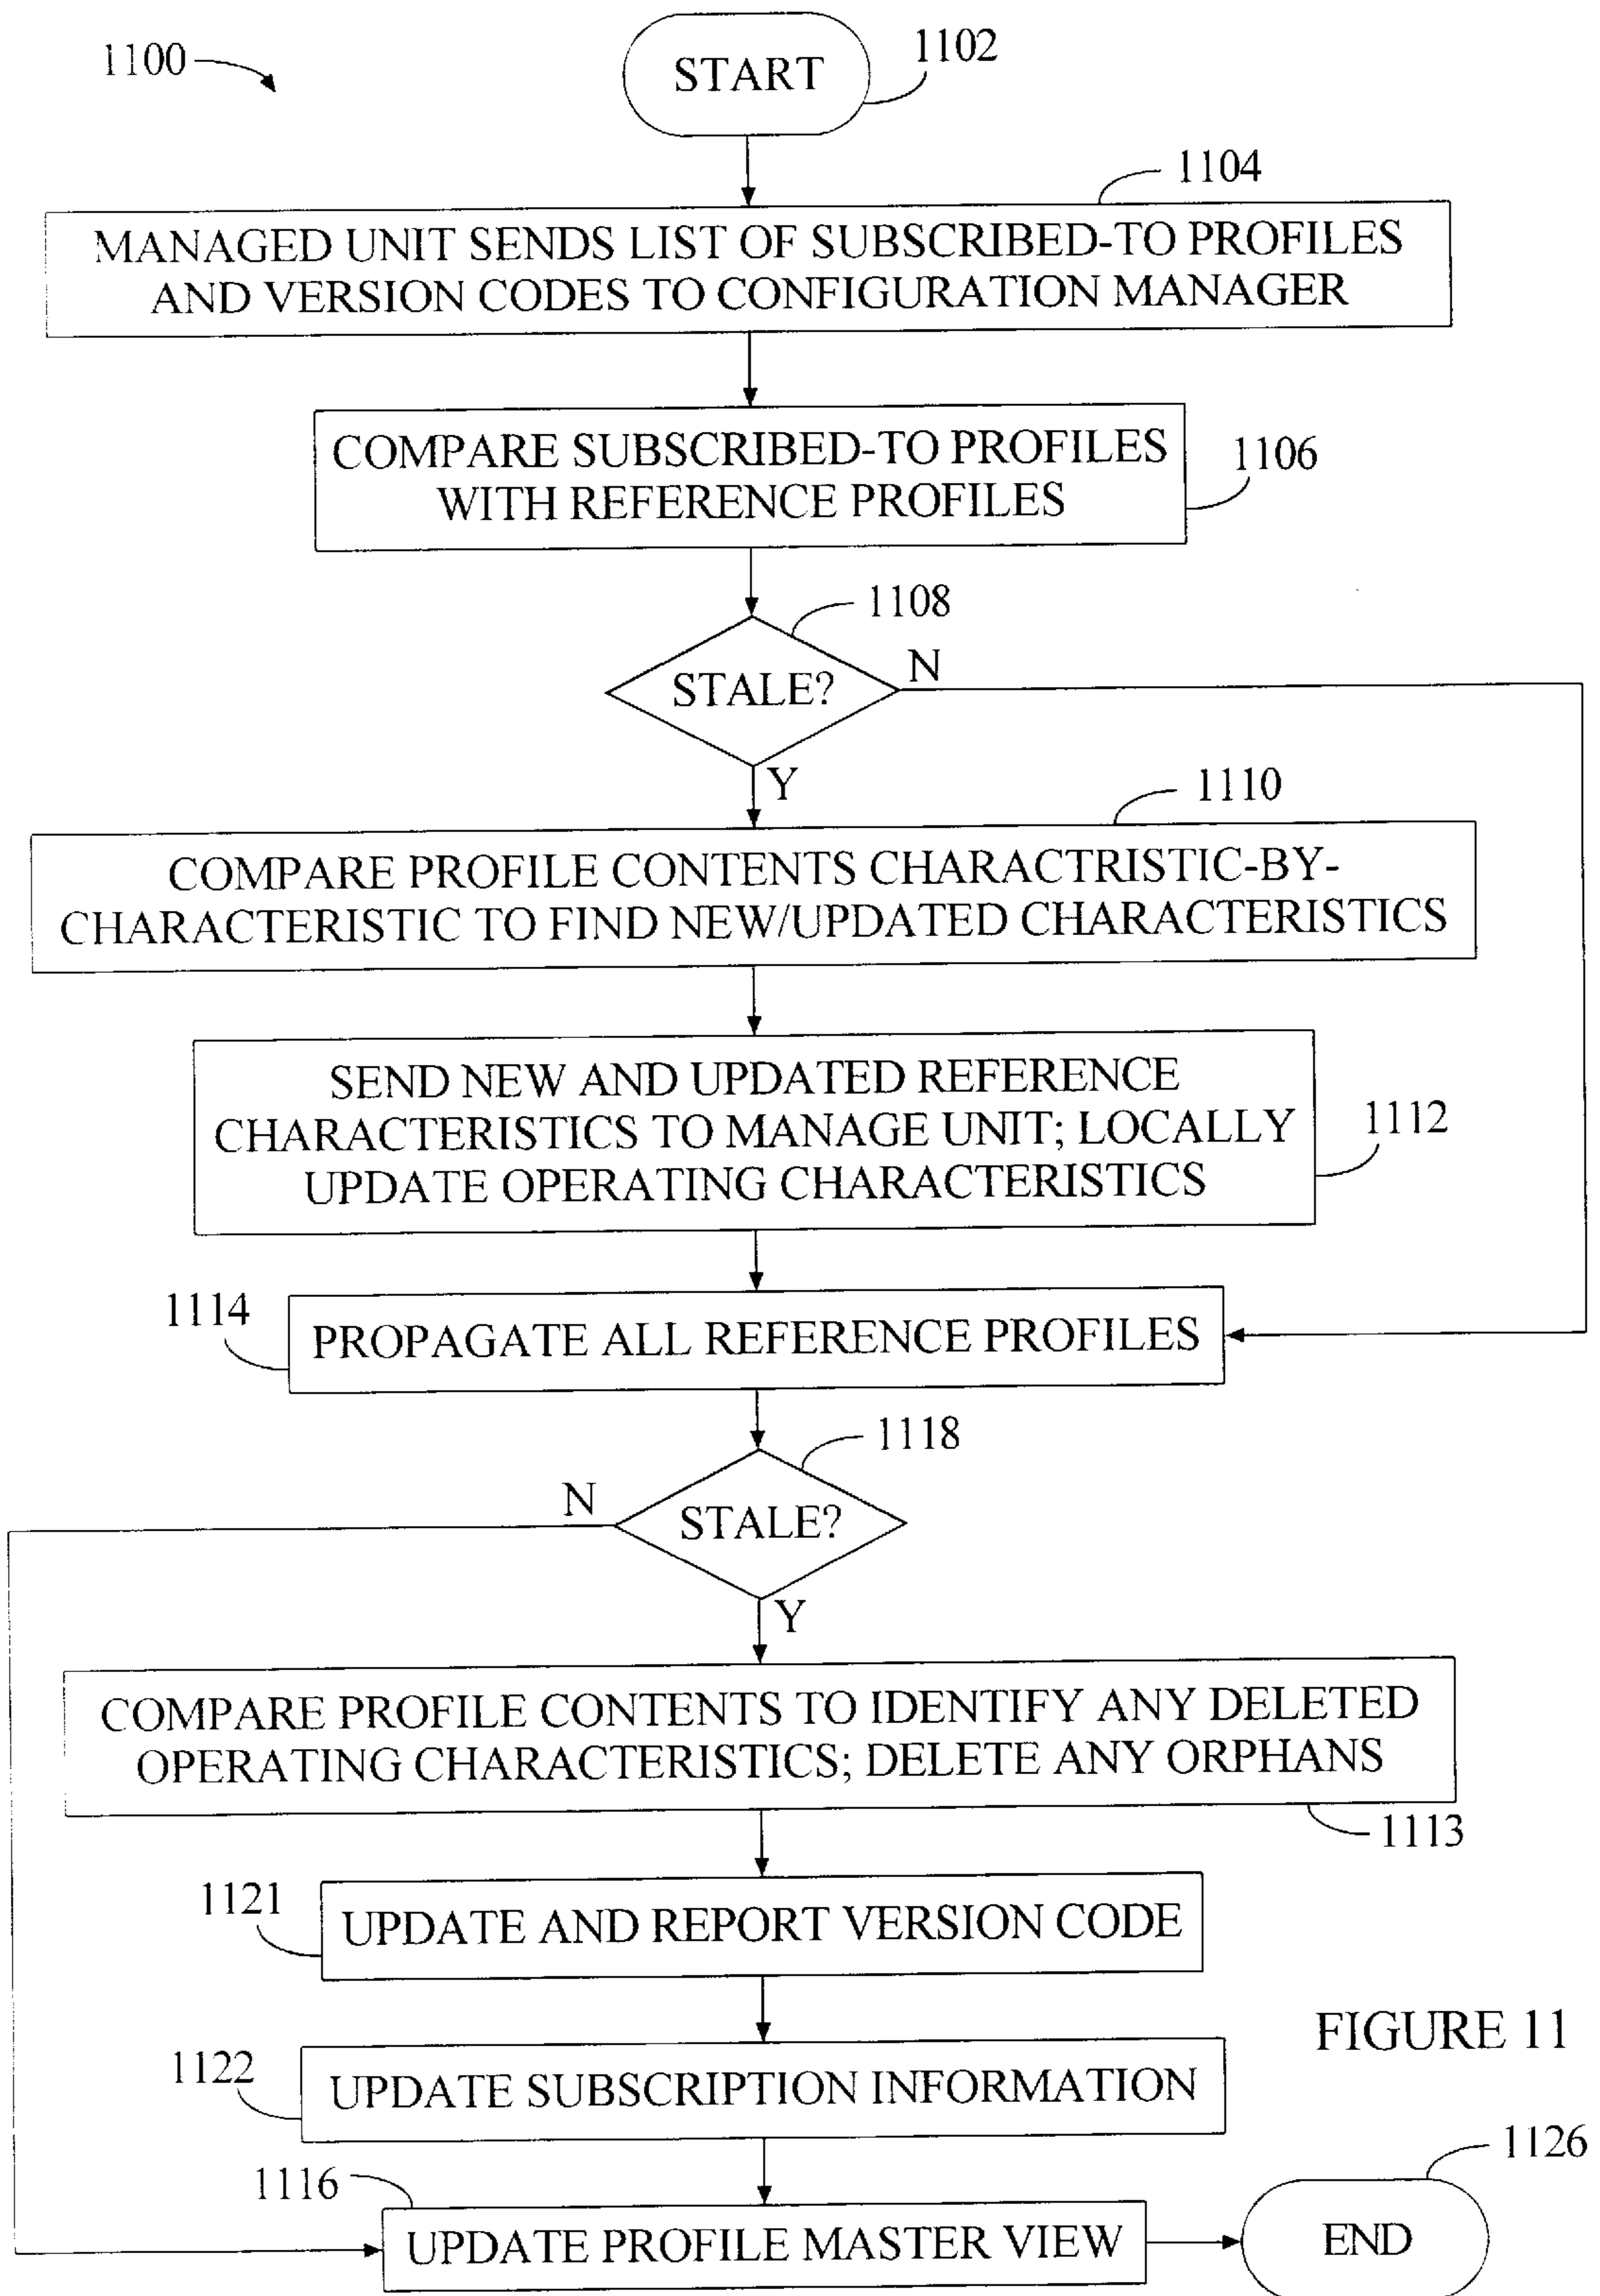 1100
START
1102
1104
MANAGED UNIT SENDS LIST OF SUBSCRIBED-TO PROFILES
AND VERSION CODES TO CONFIGURATION MANAGER
COMPARE SUBSCRIBED-TO PROFILES
WITH REFERENCE PROFILES
1106
1108
STALE?
N
Y
1110
COMPARE PROFILE CONTENTS CHARACTRISTIC-BY-
CHARACTERISTIC TO FIND NEW/UPDATED CHARACTERISTICS
SEND NEW AND UPDATED REFERENCE
CHARACTERISTICS TO MANAGE UNIT; LOCALLY
UPDATE OPERATING CHARACTERISTICS
1112
1114
PROPAGATE ALL REFERENCE PROFILES
1118
N
STALE?
Y
COMPARE PROFILE CONTENTS TO IDENTIFY ANY DELETED
OPERATING CHARACTERISTICS; DELETE ANY ORPHANS
1113
1121
UPDATE AND REPORT VERSION CODE
FIGURE 11
1122
UPDATE SUBSCRIPTION INFORMATION
1126
1116
UPDATE PROFILE MASTER VIEW
END